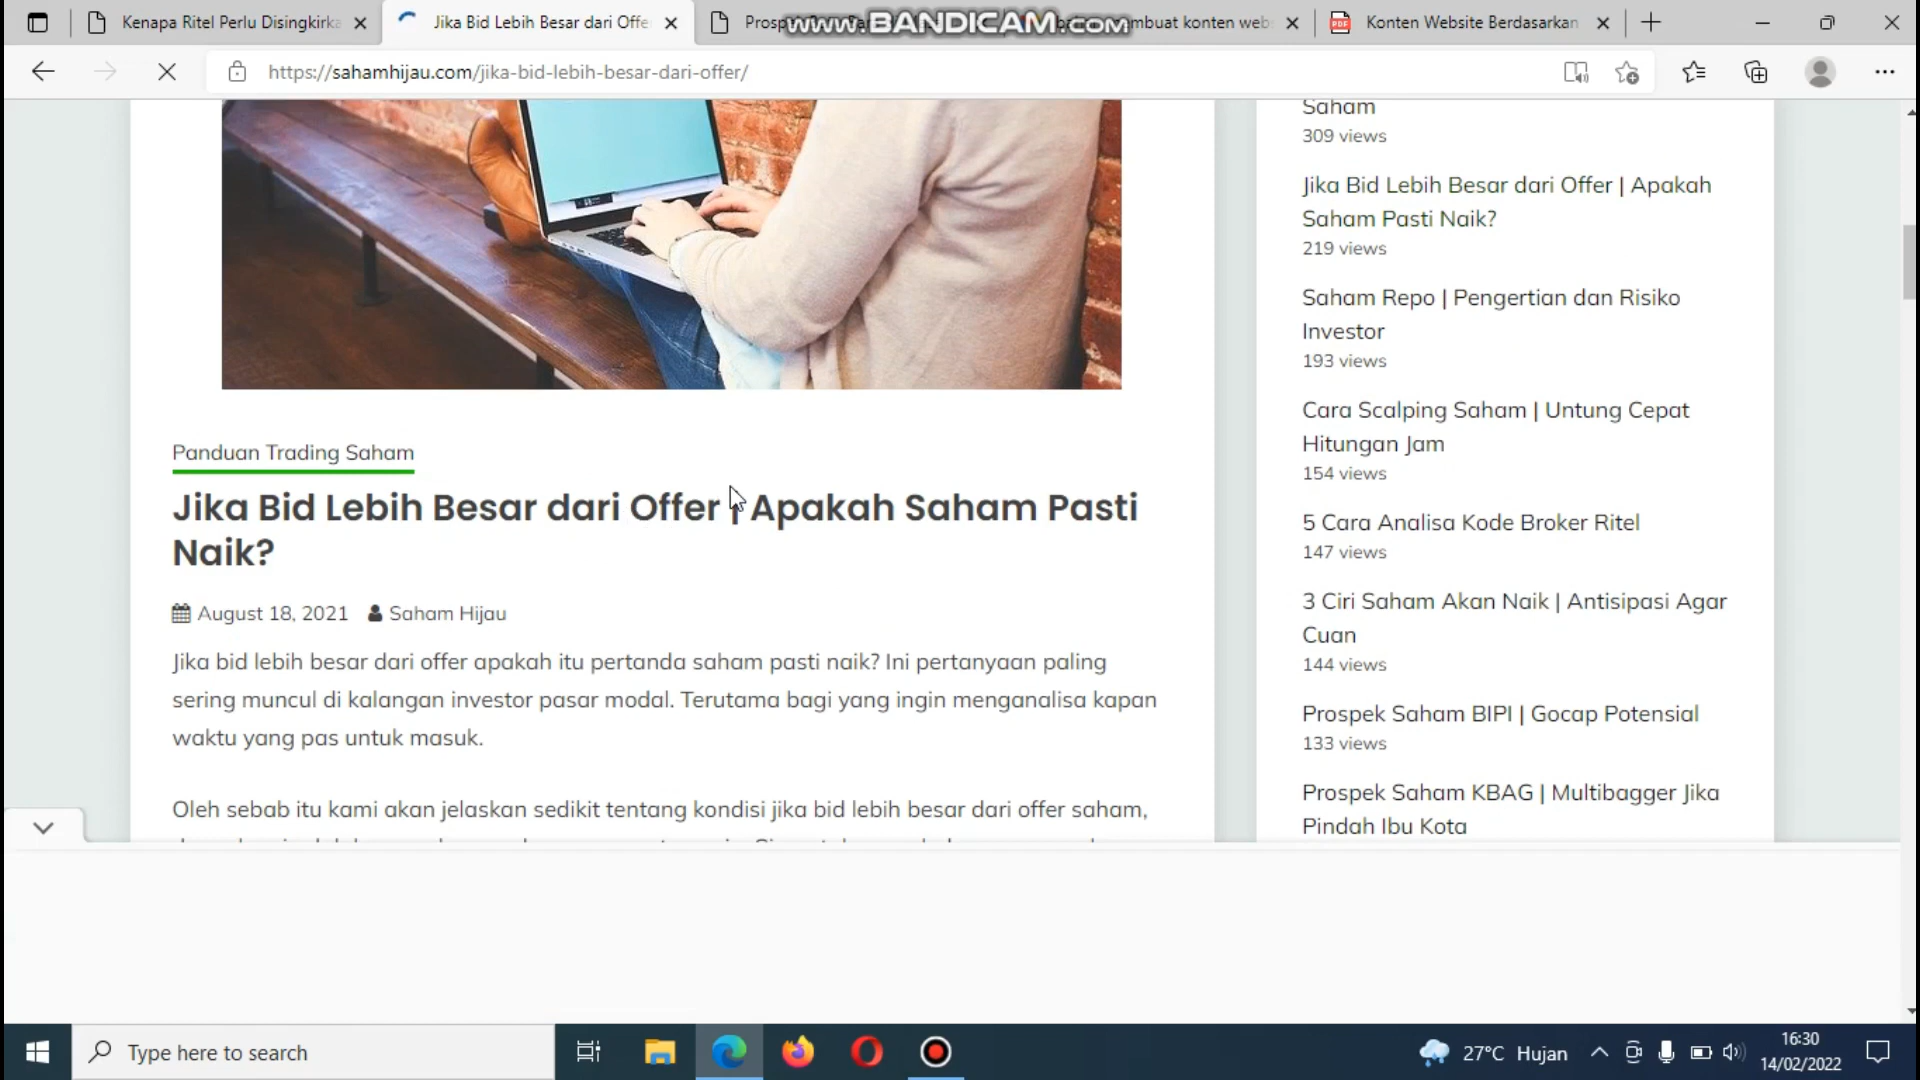 Kenapa Ritel Perlu Disingkirka
Jika Bid Lebih Besar dari Offe
Prosp
www.BANDICAM.com
mbuat konten web
Konten Website Berdasarkan
https://sahamhijau.com/jika-bid-lebih-besar-dari-offer/
Panduan Trading Saham
Jika Bid Lebih Besar dari Offer | Apakah Saham Pasti
Naik?
August 18, 2021 Saham Hijau
Jika bid lebih besar dari offer apakah itu pertanda saham pasti naik? Ini pertanyaan paling
sering muncul di kalangan investor pasar modal. Terutama bagi yang ingin menganalisa kapan
waktu yang pas untuk masuk.
Oleh sebab itu kami akan jelaskan sedikit tentang kondisi jika bid lebih besar dari offer saham,
Saham
309 views
Jika Bid Lebih Besar dari Offer | Apakah
Saham Pasti Naik?
219 views
Saham Repo | Pengertian dan Risiko
Investor
193 views
Cara Scalping Saham | Untung Cepat
Hitungan Jam
154 views
5 Cara Analisa Kode Broker Ritel
147 views
3 Ciri Saham Akan Naik | Antisipasi Agar
Cuan
144 views
Prospek Saham BIPI | Gocap Potensial
133 views
Prospek Saham KBAG | Multibagger Jika
Pindah Ibu Kota
Type here to search
27°C Hujan
16:30
14/02/2022